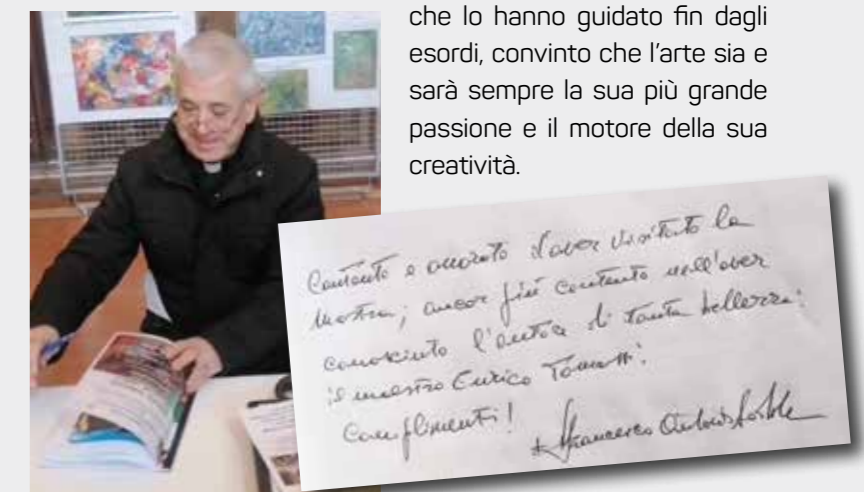 che lo hanno guidato fin dagli
esordi, convinto che l'arte sia e
sarà sempre la sua più grande
passione e il motore della sua
creatività.
Contento e onorato d'aver visitato la
mostra; ancor più contento nell'aver
conosciuto l'autore di tanta bellezza:
il maestro Enrico
Complimenti!
+ Francesco